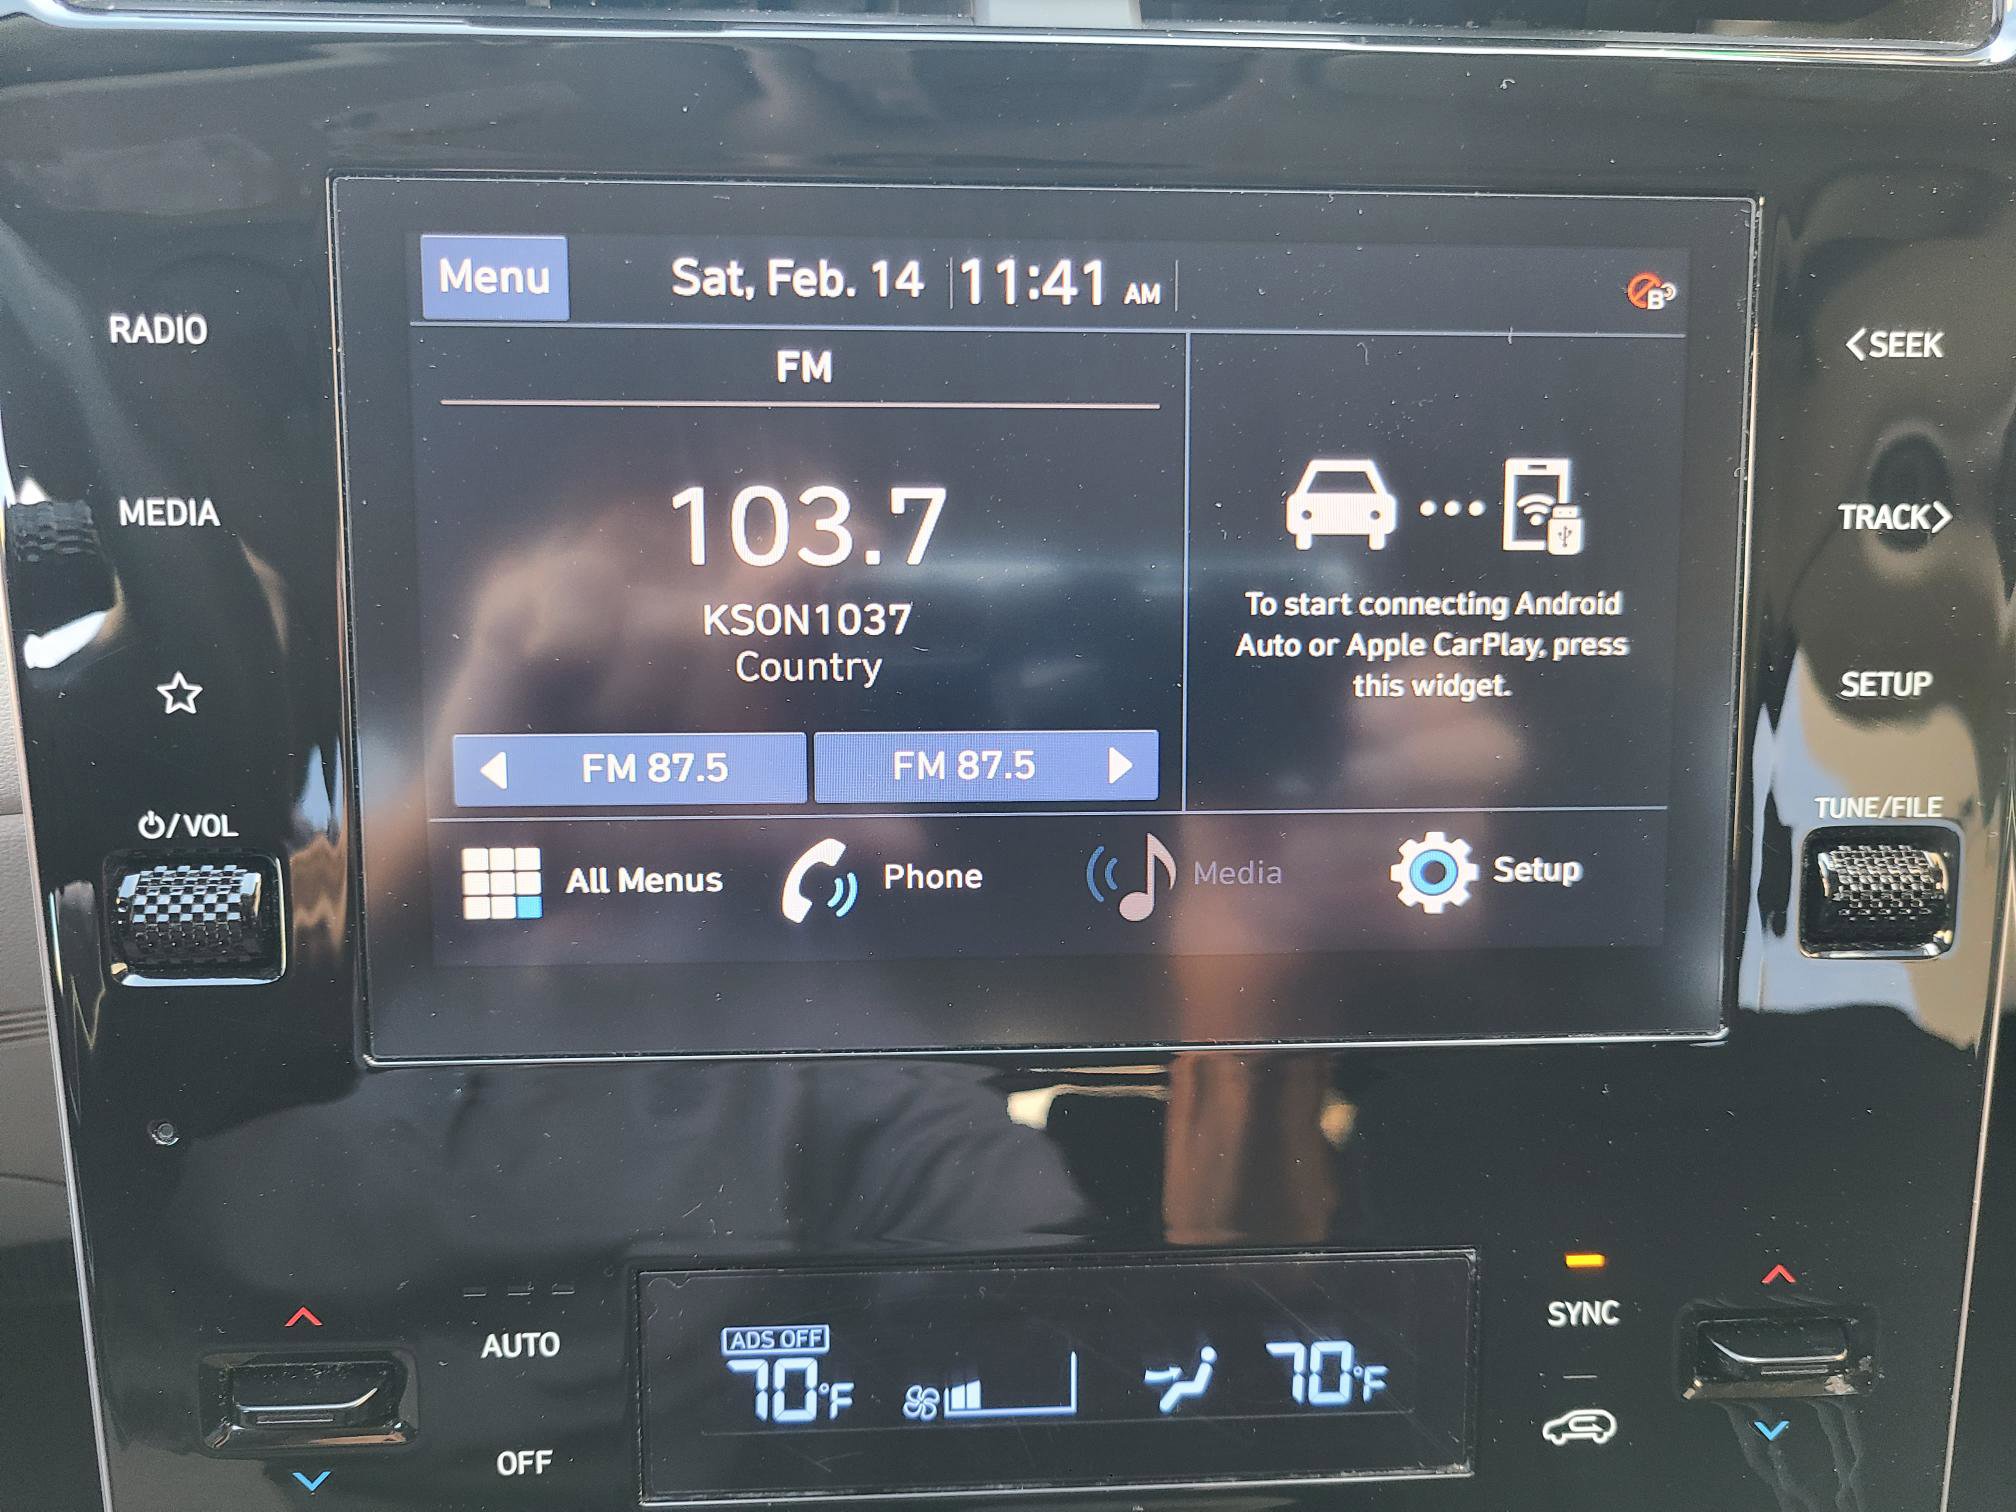 Menu
Sat, Feb. 14
11:41 AM
B
RADIO
MEDIA
/VOL
FM
103.7
KSON1037
Country
FM 87.5
FM 87.5
To start connecting Android
Auto or Apple CarPlay, press
this widget.
All Menus
Phone
Media
Setup
<SEEK
TRACK>
SETUP
TUNE/FILE
AUTO
OFF
ADS OFF
70°F
70°F
SYNC